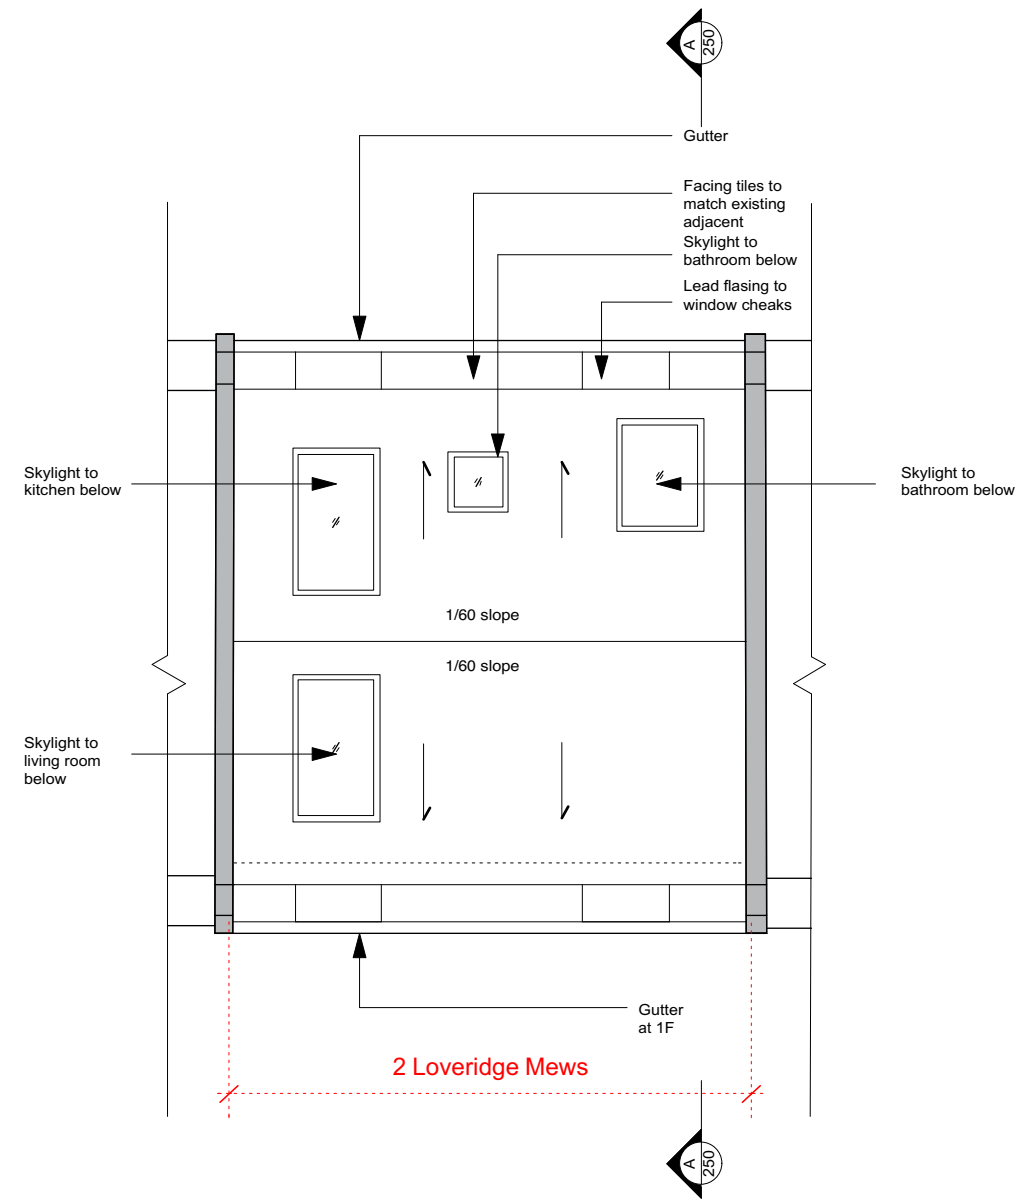 A
250
Gutter
Facing tiles to
match existing
adjacent
Skylight to
bathroom below
Lead flasing to
window cheaks
Skylight to
kitchen below
Skylight to
bathroom below
1/60 slope
1/60 slope
Skylight to
living room
below
Gutter
at 1F
2 Loveridge Mews
A
250